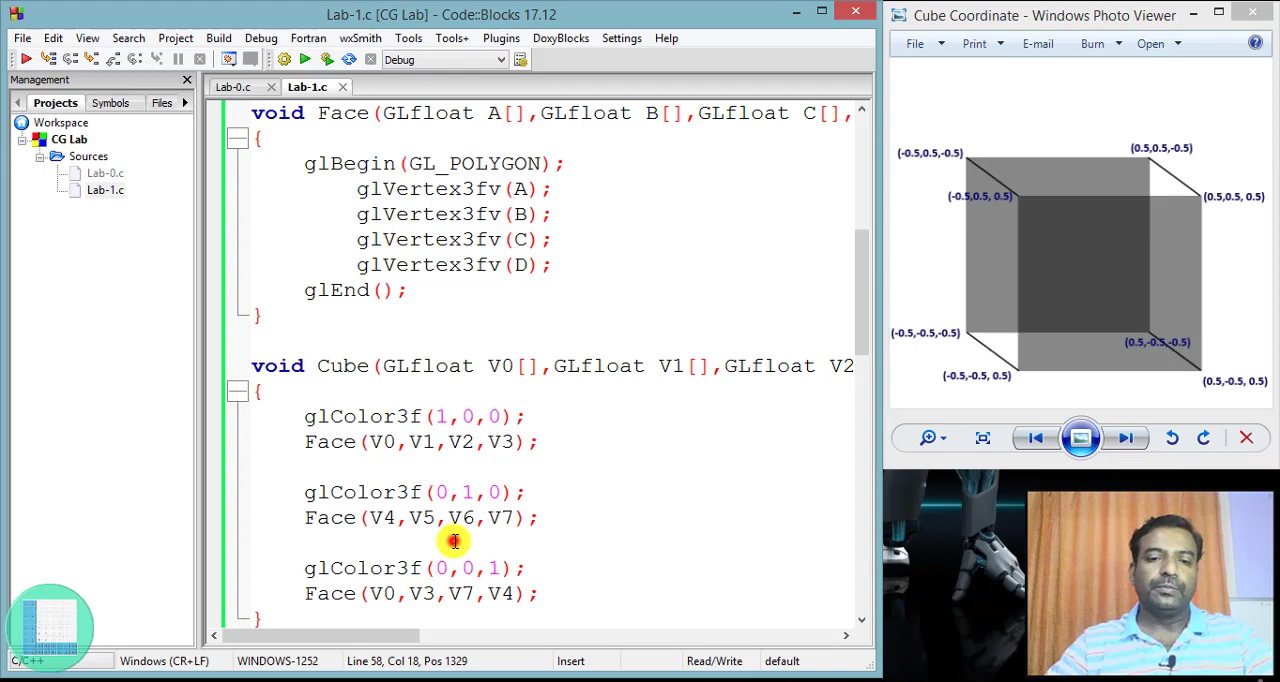 Lab-1.c [CG Lab] - Code::Blocks 17.12
File Edit View Search Project Build Debug Fortran wxSmith Tools Tools+ Plugins DoxyBlocks Settings Help
Debug
Management
Projects Symbols Files
Workspace
CG Lab
Sources
Lab-0.c
Lab-1.c
Lab-0.c Lab-1.c
void Face(GLfloat A[],GLfloat B[],GLfloat C[],
{
glBegin(GL_POLYGON);
glVertex3fv(A);
glVertex3fv(B);
glVertex3fv(C);
glVertex3fv(D);
glEnd();
}
void Cube(GLfloat V0[],GLfloat V1[],GLfloat V2
{
glColor3f(1,0,0);
Face(V0,V1,V2,V3);
glColor3f(0,1,0);
Face(V4,V5,V6,V7);
glColor3f(0,0,1);
Face(V0,V3,V7,V4);
}
C/C++ Windows (CR+LF) WINDOWS-1252 Line 58, Col 18, Pos 1323 Insert Read/Write default
Cube Coordinate - Windows Photo Viewer
File Print E-mail Burn Open
(-0.5,0.5,-0.5)
(0.5,0.5,-0.5)
(-0.5,0.5, 0.5)
(0.5,0.5, 0.5)
(-0.5,-0.5,-0.5)
(0.5,-0.5,-0.5)
(-0.5,-0.5, 0.5)
(0.5,-0.5, 0.5)